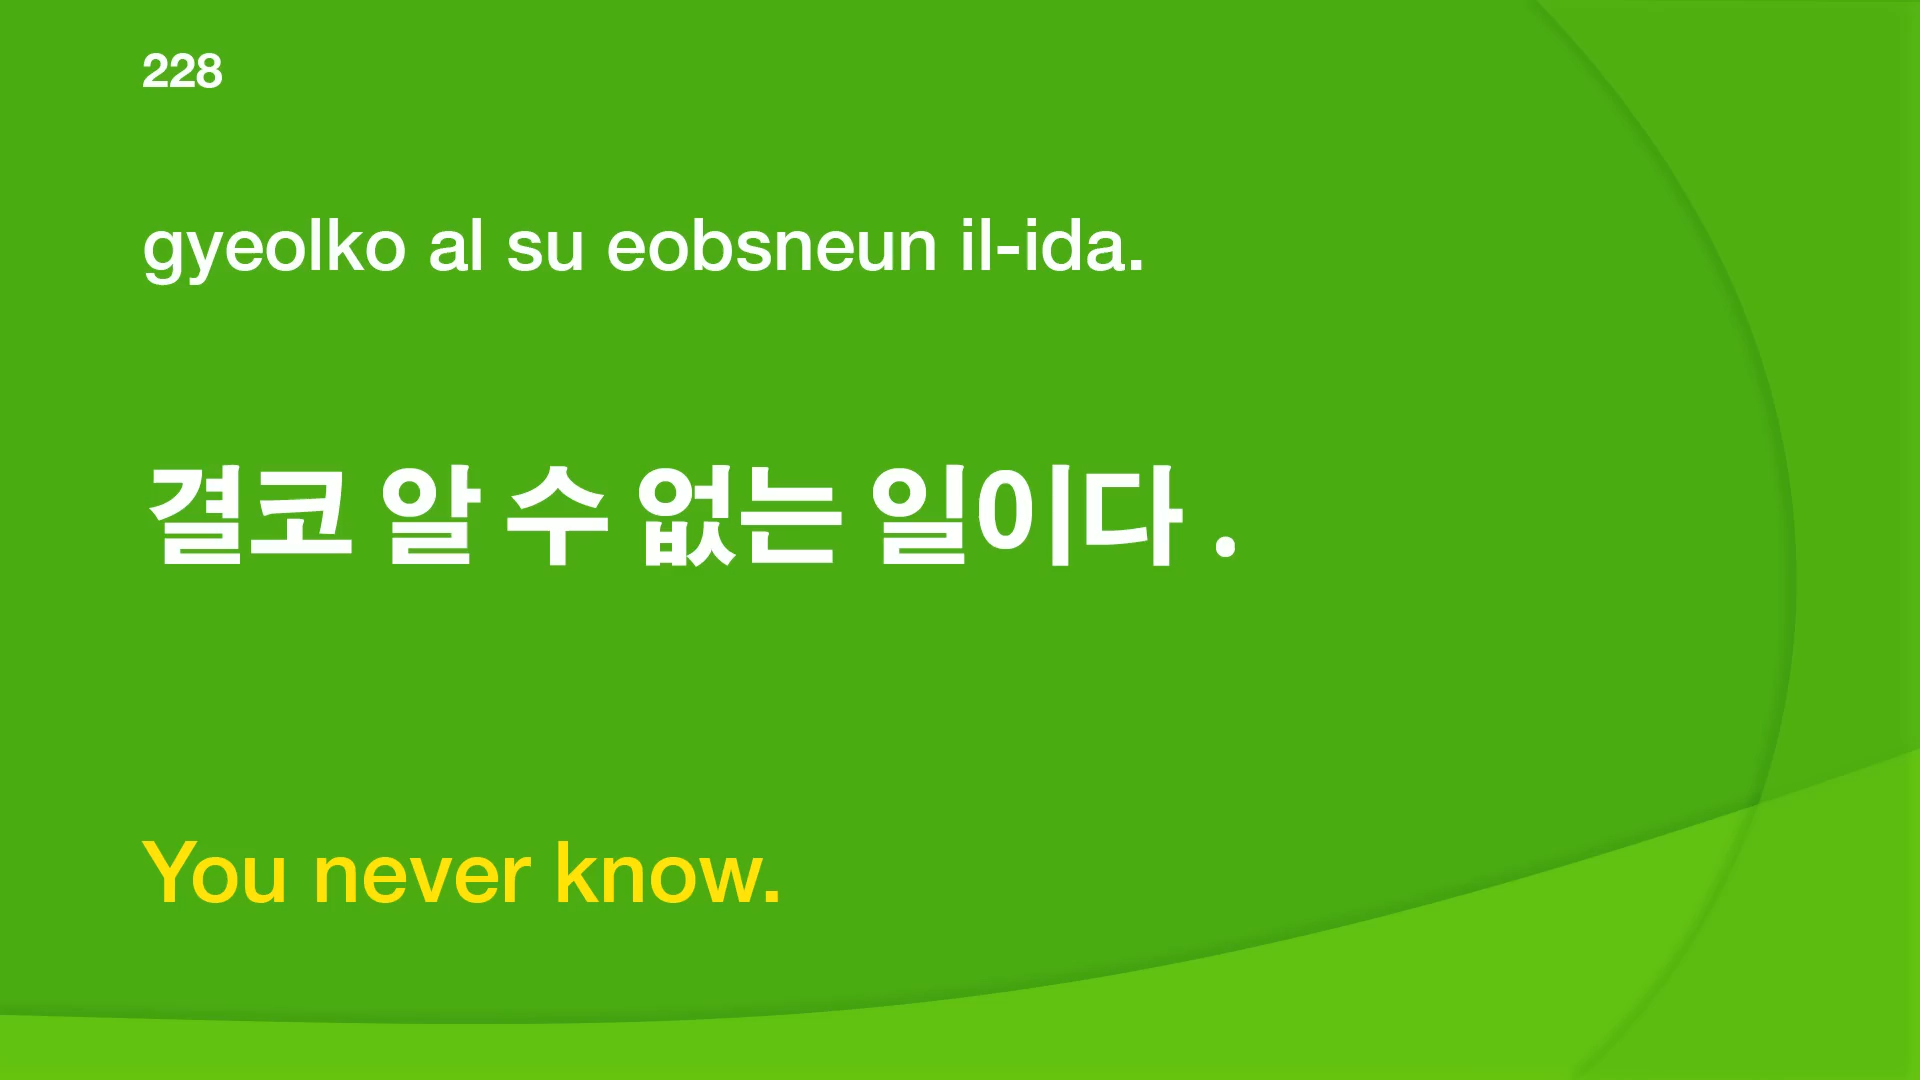 228
gyeolko al su eobsneun il-ida.
결코 알 수 없는 일이다 .
You never know.